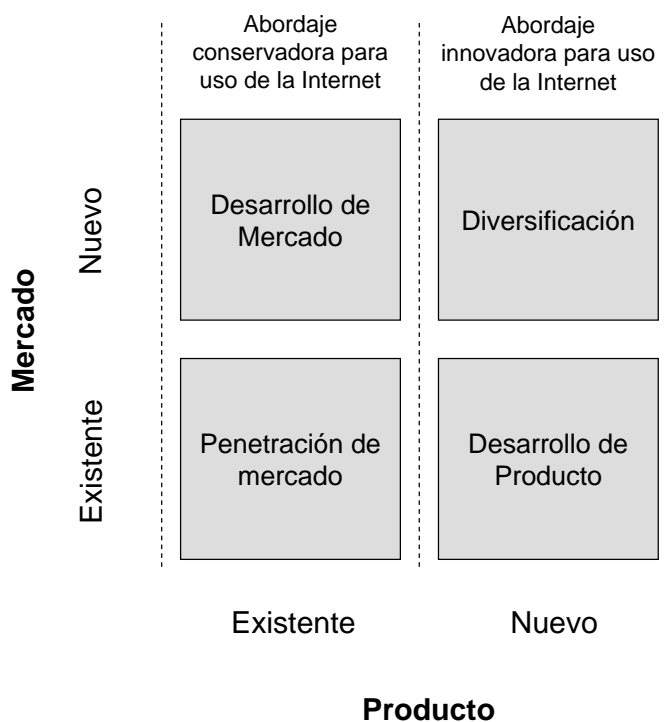 Abordaje
conservadora para
uso de la Internet
Abordaje
innovadora para uso
de la Internet
Mercado
Nuevo
Desarrollo de
Mercado
Diversificación
Existente
Penetración de
mercado
Desarrollo de
Producto
Existente
Nuevo
Producto